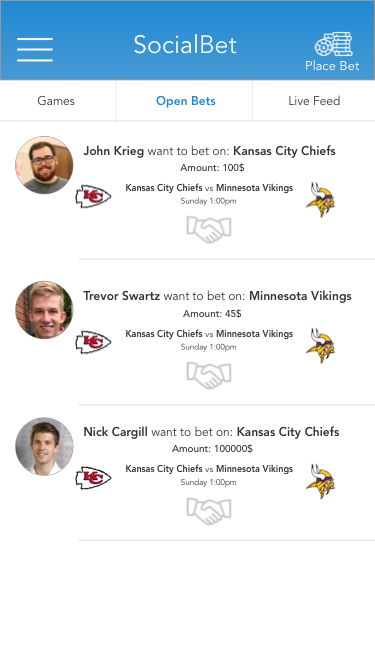 SocialBet
Place Bet
Games
Open Bets
Live Feed
John Krieg want to bet on: Kansas City Chiefs
Amount: 100$
Kansas City Chiefs vs Minnesota Vikings
Sunday 1:00pm
KC
Trevor Swartz want to bet on: Minnesota Vikings
Amount: 45$
Kansas City Chiefs vs Minnesota Vikings
Sunday 1:00pm
KC
Nick Cargill want to bet on: Kansas City Chiefs
Amount: 100000$
Kansas City Chiefs vs Minnesota Vikings
Sunday 1:00pm
KC